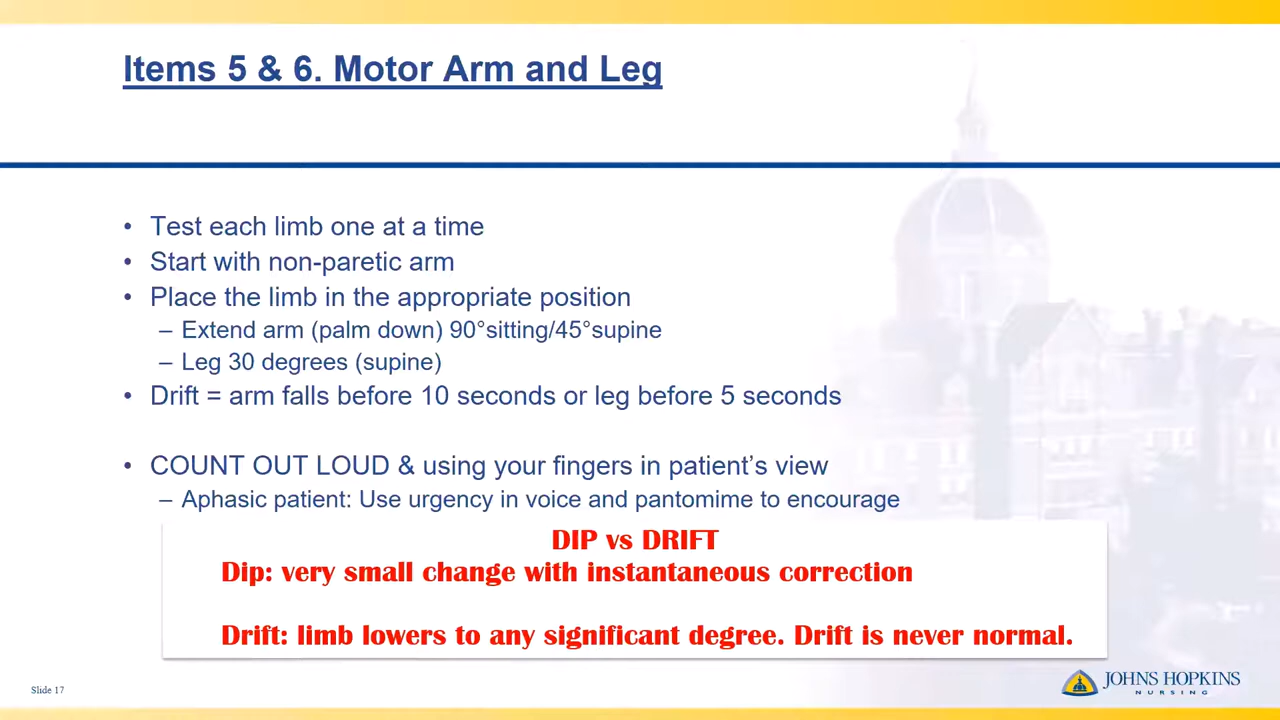 Items 5 & 6. Motor Arm and Leg
• Test each limb one at a time
• Start with non-paretic arm
• Place the limb in the appropriate position
– Extend arm (palm down) 90°sitting/45°supine
– Leg 30 degrees (supine)
• Drift = arm falls before 10 seconds or leg before 5 seconds
• COUNT OUT LOUD & using your fingers in patient’s view
– Aphasic patient: Use urgency in voice and pantomime to encourage
DIP vs DRIFT
Dip: very small change with instantaneous correction
Drift: limb lowers to any significant degree. Drift is never normal.
Slide 17
JOHNS HOPKINS
NURSING